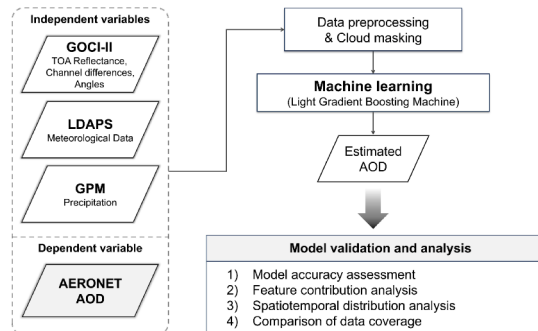 Independent variables
GOCI-II
TOA Reflectance,
Channel differences,
Angles
LDAPS
Meteorological Data
GPM
Precipitation
Dependent variable
AERONET
AOD
Data preprocessing
& Cloud masking
Machine learning
(Light Gradient Boosting Machine)
Estimated
AOD
Model validation and analysis
1) Model accuracy assessment
2) Feature contribution analysis
3) Spatiotemporal distribution analysis
4) Comparison of data coverage